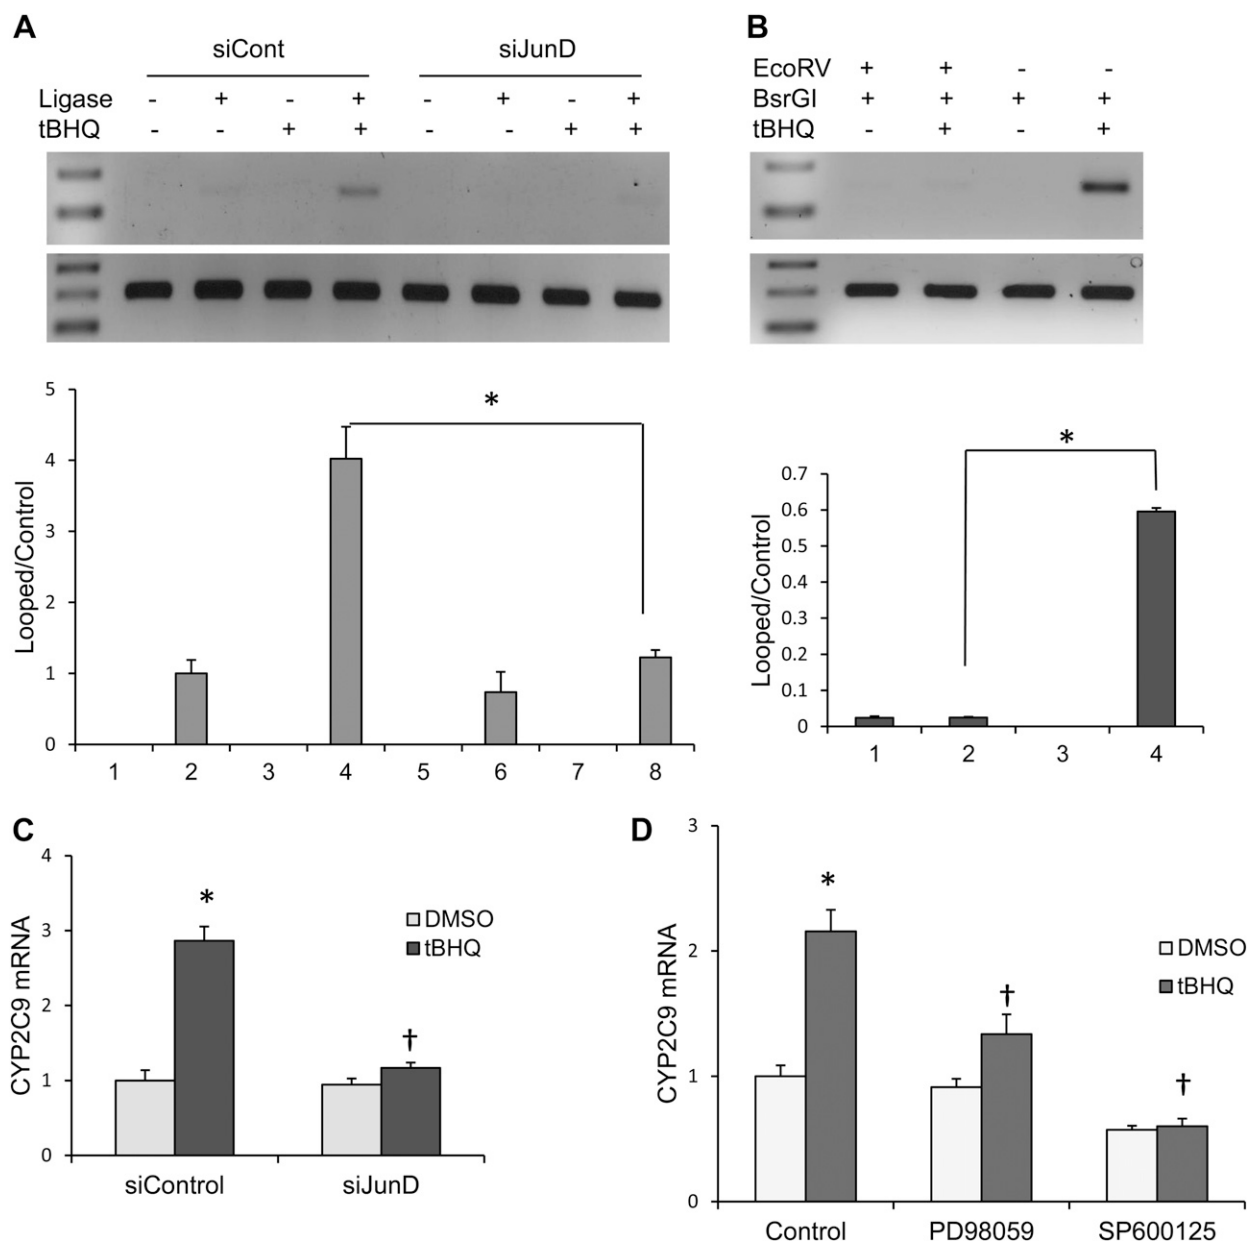 A
siCont siJunD
Ligase - + - + - + - +
tBHQ - - + + - - + +
B
EcoRV + + - -
BsrGI + + + +
tBHQ - + - +
Looped/Control
5
4
3
2
1
0
*
1 2 3 4 5 6 7 8
Looped/Control
0.7
0.6
0.5
0.4
0.3
0.2
0.1
0
*
1 2 3 4
C
CYP2C9 mRNA
4
3
2
1
0
*
†
DMSO
tBHQ
siControl siJunD
D
CYP2C9 mRNA
3
2
1
0
*
†
†
DMSO
tBHQ
Control PD98059 SP600125